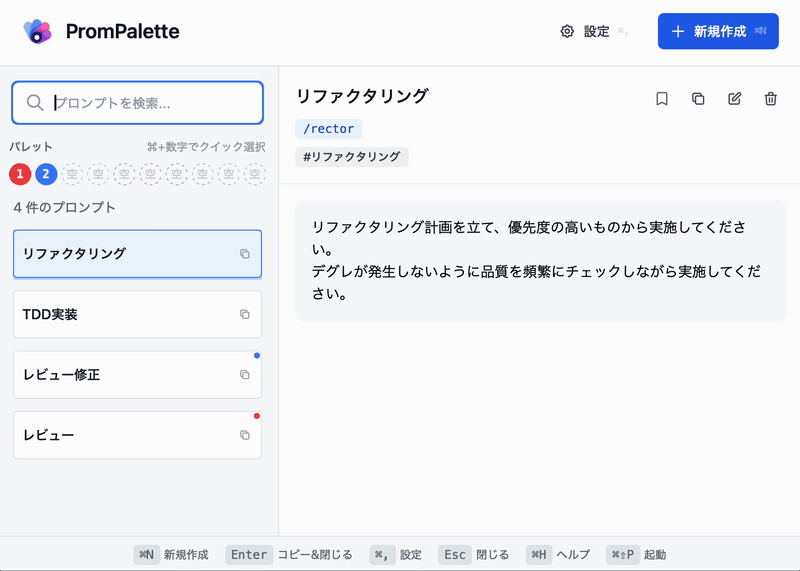 PromPalette
設定 ⌘,
+ 新規作成 ⌘N
プロンプトを検索...
パレット ⌘+数字でクイック選択
1 2 空 空 空 空 空 空 空 空
4 件のプロンプト
リファクタリング
TDD実装
レビュー修正
レビュー
リファクタリング
/rector
#リファクタリング
リファクタリング計画を立て、優先度の高いものから実施してくださ
い。
デグレが発生しないように品質を頻繁にチェックしながら実施してくだ
さい。
⌘N 新規作成 Enter コピー&閉じる ⌘, 設定 Esc 閉じる ⌘H ヘルプ ⌘⇧P 起動